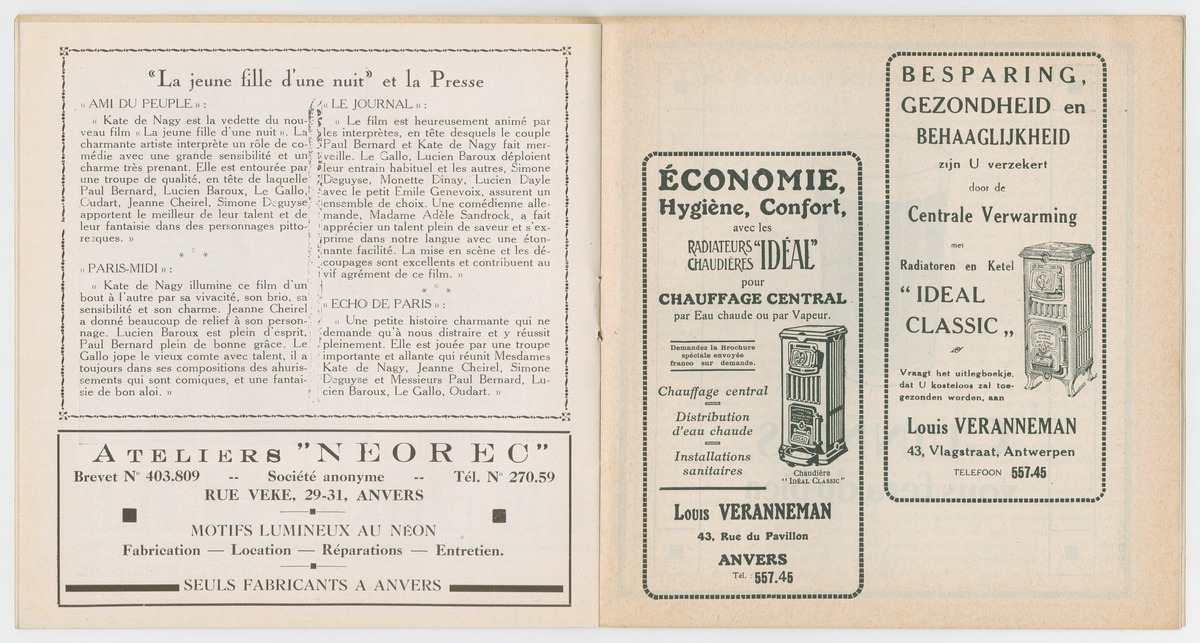 “La jeune fille d'une nuit” et la Presse
« AMI DU PEUPLE » :
« Kate de Nagy est la vedette du nou-
veau film « La jeune fille d'une nuit ». La
charmante artiste interprète un rôle de co-
médie avec une grande sensibilité et un
charme très prenant. Elle est entourée par
une troupe de qualité, en tête de laquelle
Paul Bernard, Lucien Baroux, Le Gallo,
Oudart, Jeanne Cheirel, Simone Deguyse
apportent le meilleur de leur talent et de
leur fantaisie dans des personnages pitto-
resques. »
* * *
« PARIS-MIDI » :
« Kate de Nagy illumine ce film d'un
bout à l'autre par sa vivacité, son brio, sa
sensibilité et son charme. Jeanne Cheirel
a donné beaucoup de relief à son person-
nage. Lucien Baroux est plein d'esprit,
Paul Bernard plein de bonne grâce. Le
Gallo jope le vieux comte avec talent, il a
toujours dans ses compositions des ahuris-
sements qui sont comiques, et une fantai-
sie de bon aloi. »
« LE JOURNAL » :
« Le film est heureusement animé par
les interprètes, en tête desquels le couple
Paul Bernard et Kate de Nagy fait mer-
veille. Le Gallo, Lucien Baroux déploient
leur entrain habituel et les autres, Simone
Deguyse, Monette Dinay, Lucien Dayle
avec le petit Emile Genevoix, assurent un
ensemble de choix. Une comédienne alle-
mande, Madame Adèle Sandrock, a fait
apprécier un talent plein de saveur et s'ex-
prime dans notre langue avec une éton-
nante facilité. La mise en scène et les dé-
coupages sont excellents et contribuent au
vif agrément de ce film. »
* * *
« ECHO DE PARIS » :
« Une petite histoire charmante qui ne
demande qu'à nous distraire et y réussit
pleinement. Elle est jouée par une troupe
importante et allante qui réunit Mesdames
Kate de Nagy, Jeanne Cheirel, Simone
Deguyse et Messieurs Paul Bernard, Lu-
cien Baroux, Le Gallo, Oudart. »
ATELIERS "NEOREC"
Brevet N° 403.809 -- Société anonyme -- Tél. N° 270.59
RUE VEKE, 29-31, ANVERS
MOTIFS LUMINEUX AU NÉON
Fabrication — Location — Réparations — Entretien.
SEULS FABRICANTS A ANVERS
ÉCONOMIE,
Hygiène, Confort,
avec les
RADIATEURS
CHAUDIÈRES "IDÉAL"
pour
CHAUFFAGE CENTRAL
par Eau chaude ou par Vapeur.
Demandez la Brochure
spéciale envoyée
franco sur demande.
Chauffage central
Distribution
d'eau chaude
Installations
sanitaires
Chaudière
"IDÉAL CLASSIC"
Louis VERANNEMAN
43, Rue du Pavillon
ANVERS
Tél. : 557.45
BESPARING,
GEZONDHEID en
BEHAAGLIJKHEID
zijn U verzekert
door de
Centrale Verwarming
met
Radiatoren en Ketel
“IDEAL
CLASSIC„
Vraagt het uitlegboekje,
dat U kosteloos zal toe-
gezonden worden, aan
Louis VERANNEMAN
43, Vlagstraat, Antwerpen
TELEFOON 557.45